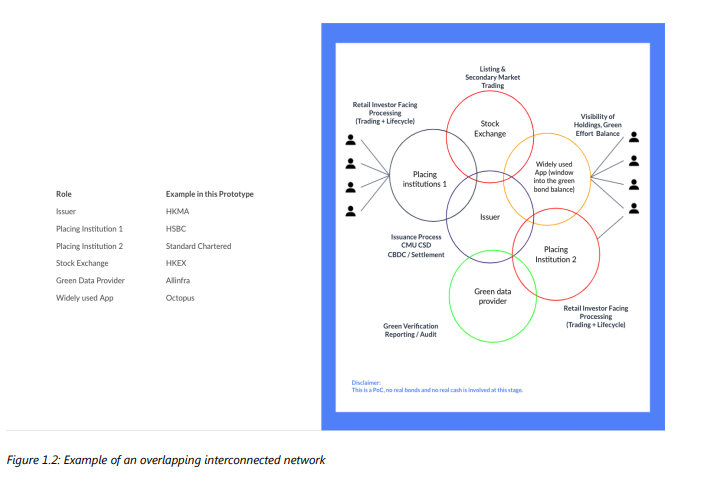 Role Example in this Prototype
Issuer HKMA
Placing Institution 1 HSBC
Placing Institution 2 Standard Chartered
Stock Exchange HKEX
Green Data Provider Allinfra
Widely used App Octopus
Listing &
Secondary Market
Trading
Retail Investor Facing
Processing
(Trading + Lifecycle)
Visibility of
Holdings, Green
Effort Balance
Stock
Exchange
Widely used
App (window
into the green
bond balance)
Placing
institutions 1
Issuer
Issuance Process
CMU CSD
CBDC / Settlement
Placing
Institution 2
Green data
provider
Retail Investor Facing
Processing
(Trading + Lifecycle)
Green Verification
Reporting / Audit
Disclaimer:
This is a PoC, no real bonds and no real cash is involved at this stage.
Figure 1.2: Example of an overlapping interconnected network